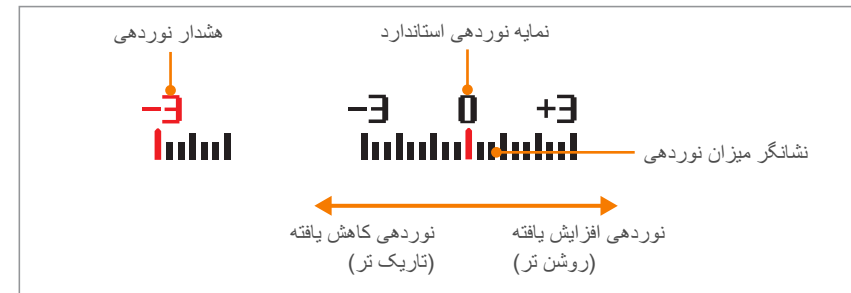 نمایه نوردهی استاندارد
هشدار نوردهی
+3
0
−3
−3
نشانگر میزان نوردهی
نوردهی افزایش یافته
(روشن تر)
نوردهی کاهش یافته
(تاریک تر)